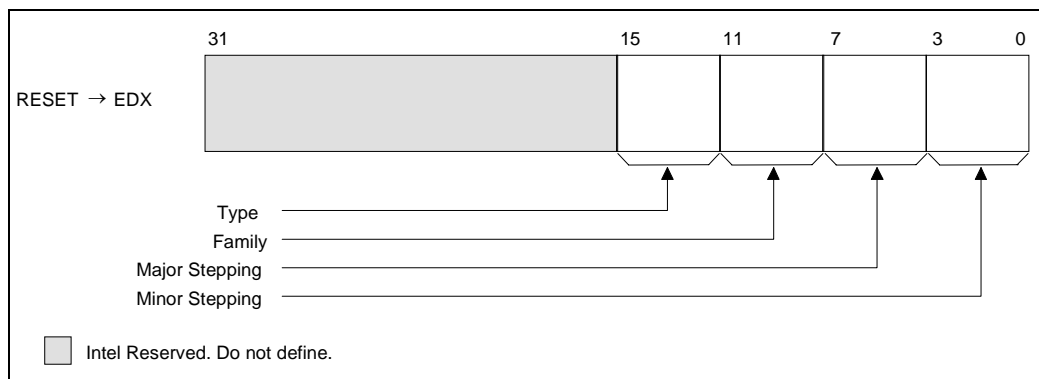 31 15 11 7 3 0
RESET → EDX
Type
Family
Major Stepping
Minor Stepping
Intel Reserved. Do not define.